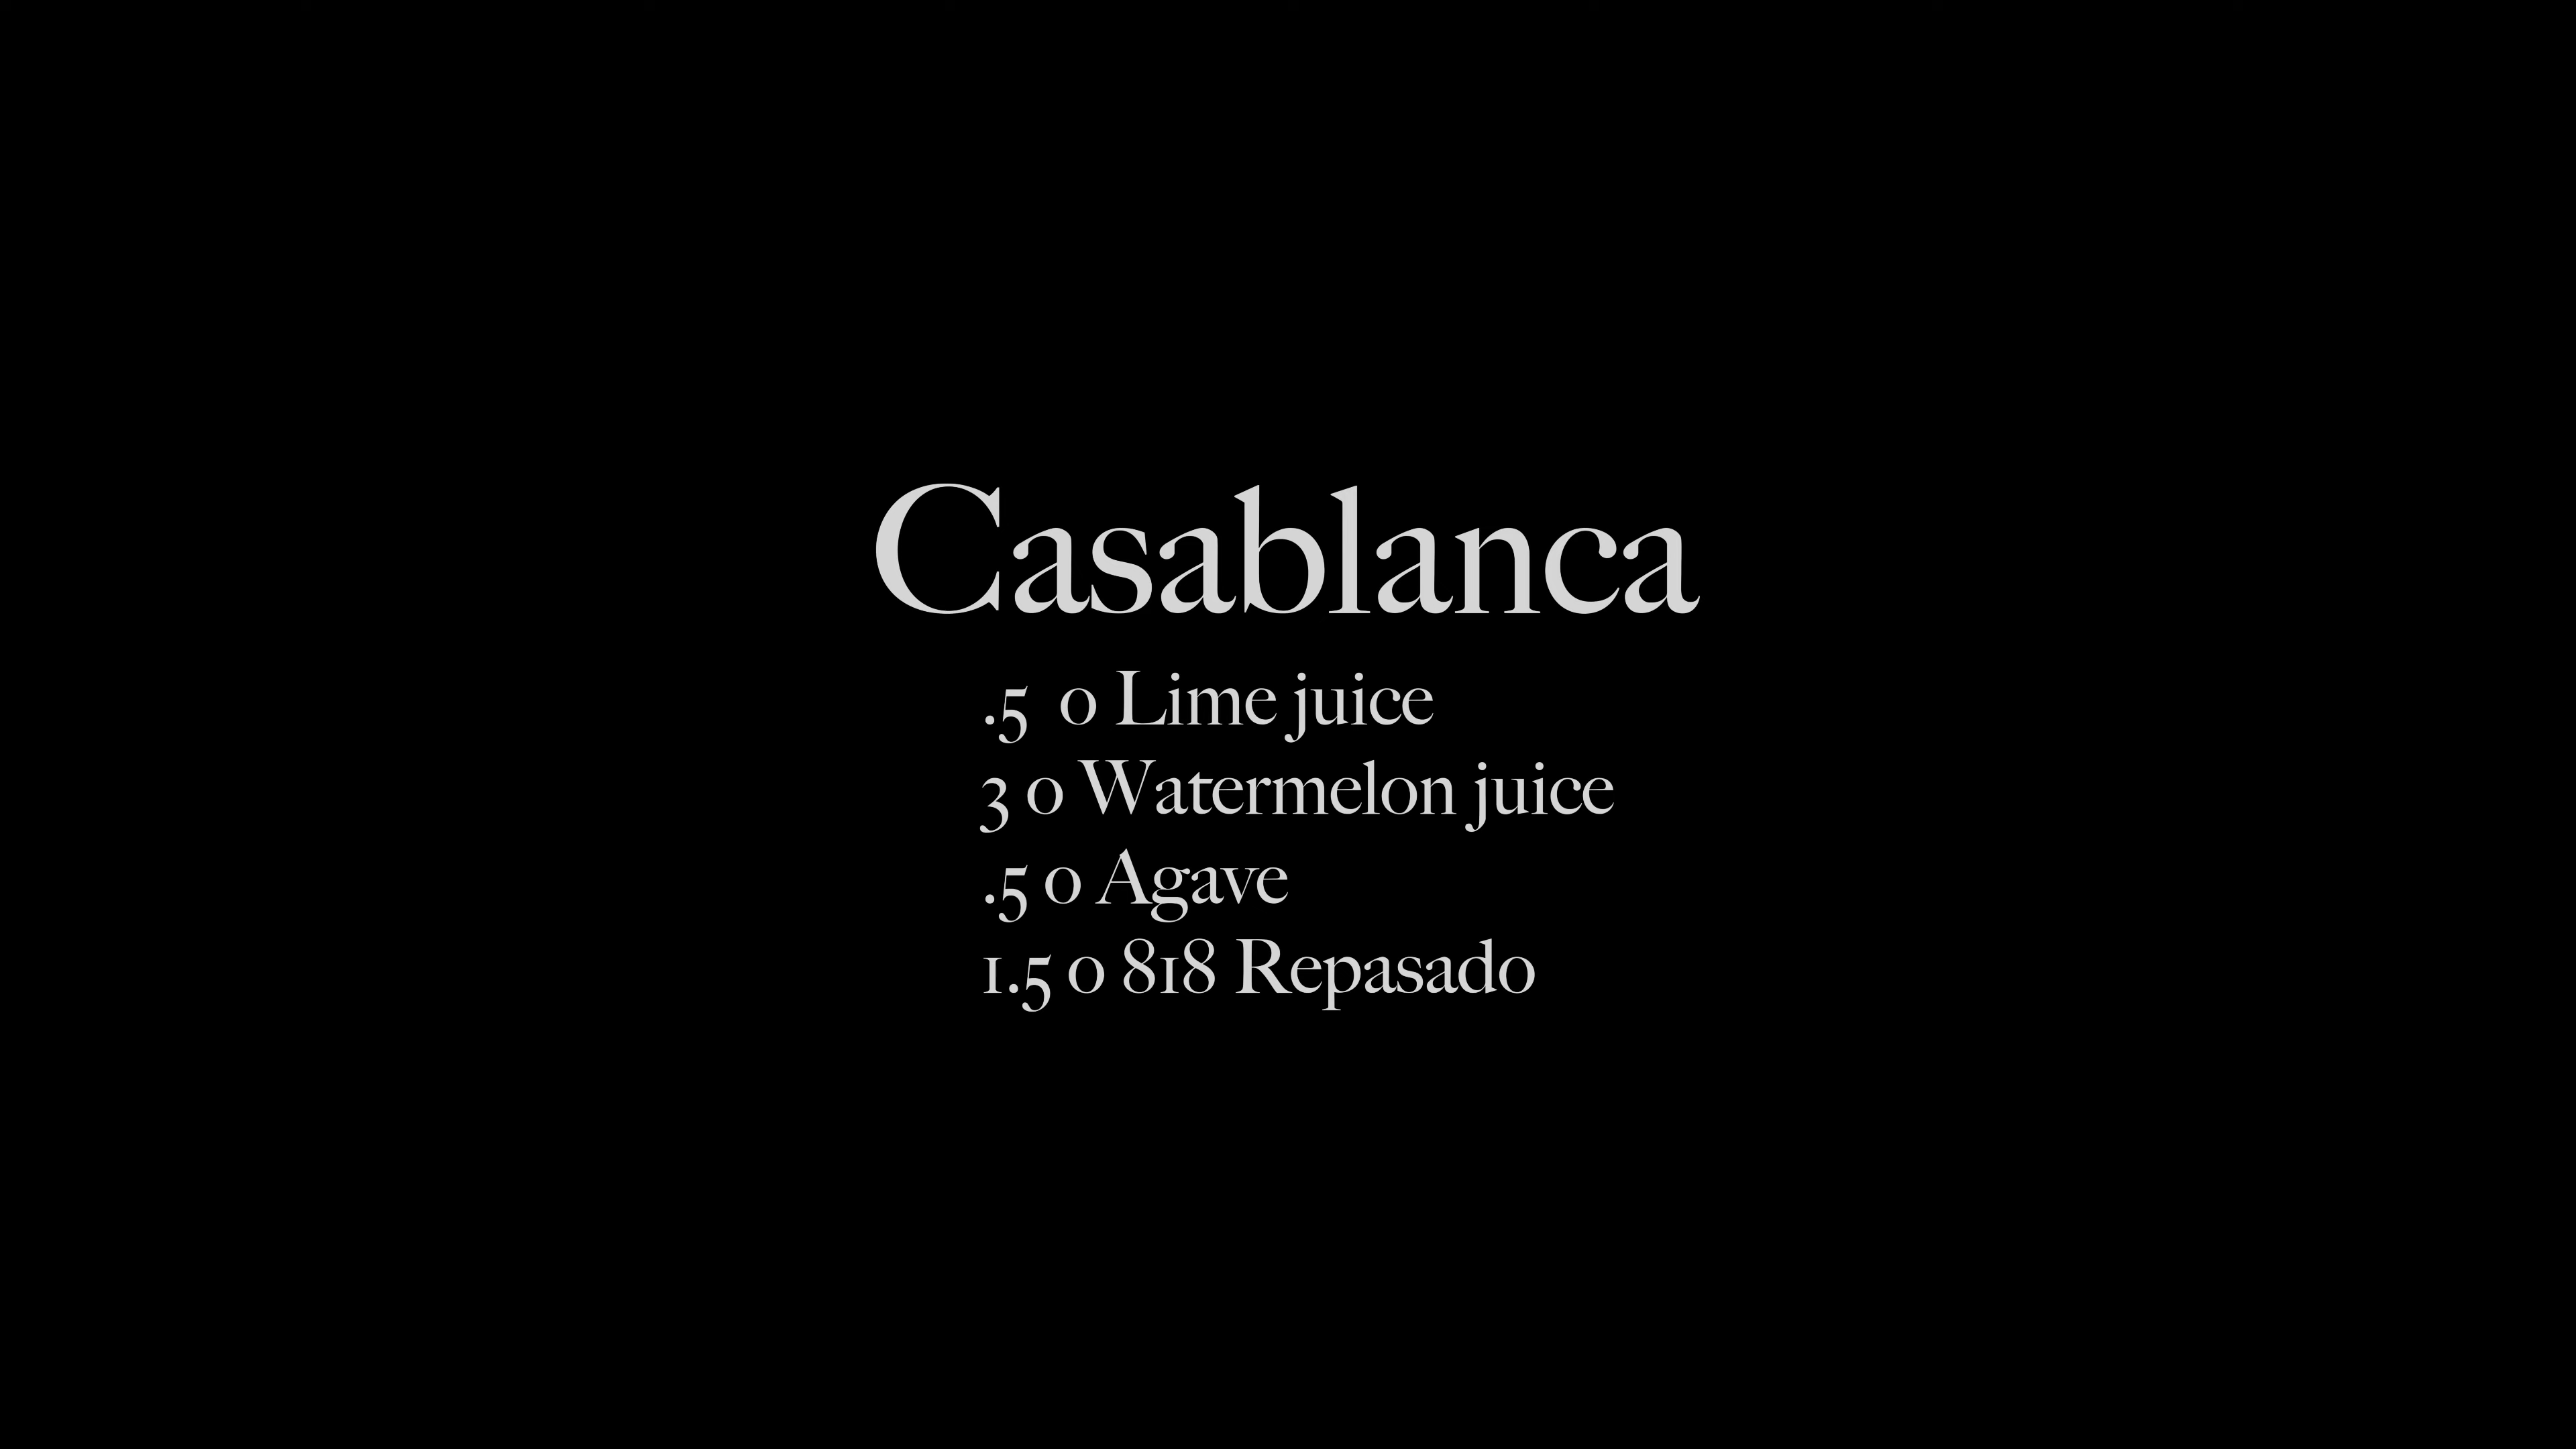 Casablanca
.5  o Lime juice
3 o Watermelon juice
.5 o Agave
1.5 o 818 Repasado